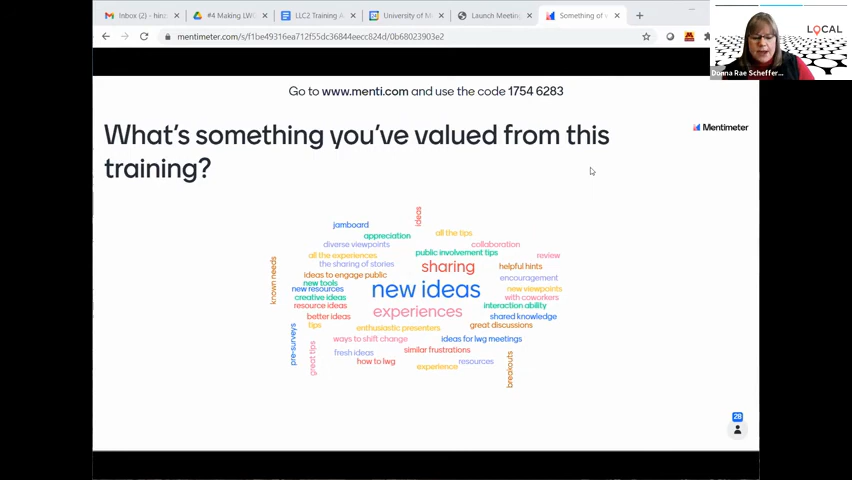 Inbox (2) - hinz
#4 Making LWG
LLC2 Training A
University of Mi
Launch Meeting
Something of v
mentimeter.com/s/f1be49316ea712f55dc36844eecc824d/0b68023903e2
LOCAL
Donna Rae Scheffer...
Go to www.menti.com and use the code 1754 6283
What's something you've valued from this
training?
Mentimeter
ideas
jamboard
all the tips
appreciation
diverse viewpoints
collaboration
public involvement tips
all the experiences
review
the sharing of stories
sharing
helpful hints
known needs
ideas to engage public
encouragement
new tools
new resources
new ideas
new viewpoints
creative ideas
with coworkers
resource ideas
experiences
interaction ability
better ideas
shared knowledge
tips
enthusiastic presenters
great discussions
pre-surveys
ways to shift change
ideas for lwg meetings
great tips
fresh ideas
similar frustrations
how to lwg
experience
resources
breakouts
28